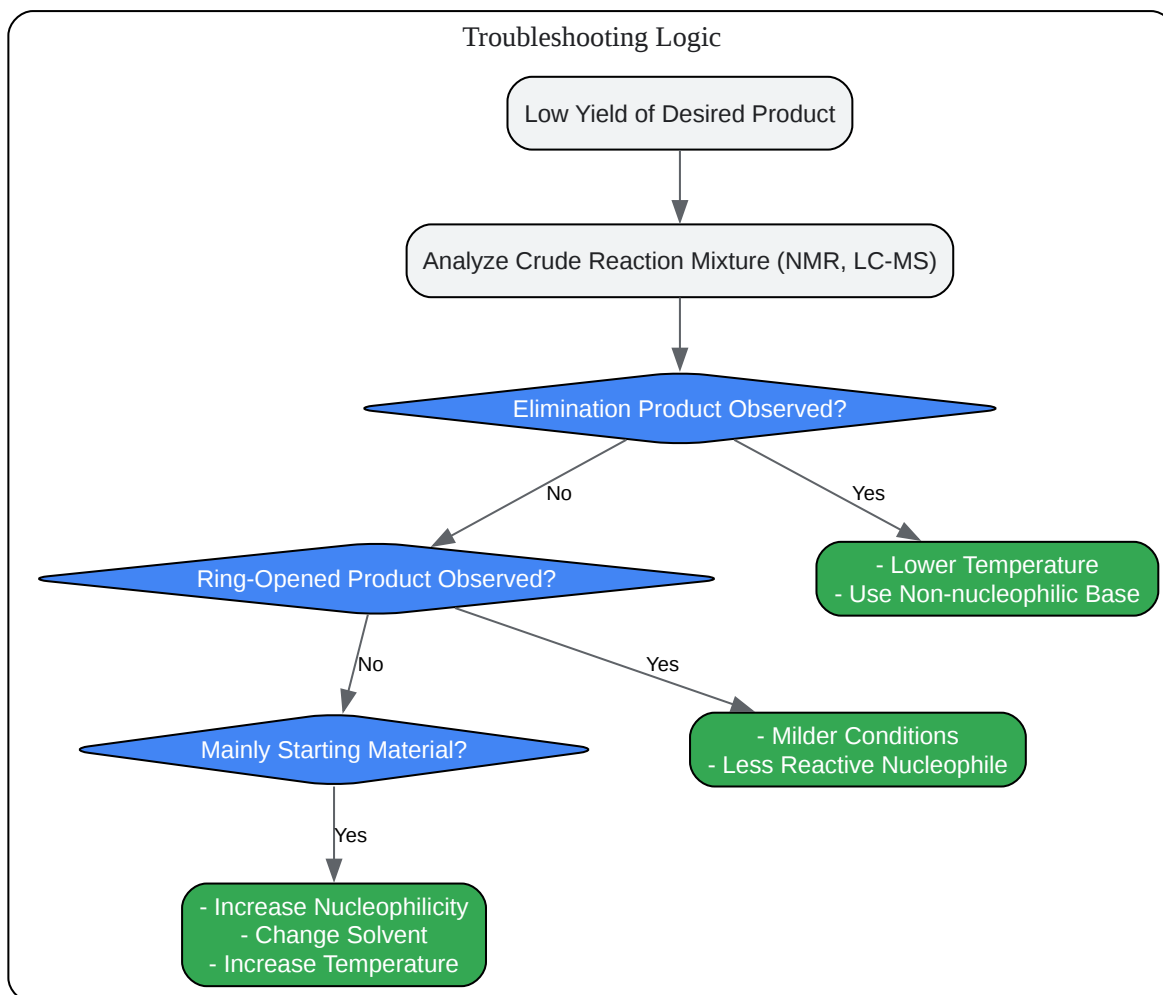 Troubleshooting Logic
Low Yield of Desired Product
Analyze Crude Reaction Mixture (NMR, LC-MS)
Elimination Product Observed?
No
Yes
Ring-Opened Product Observed?
- Lower Temperature
- Use Non-nucleophilic Base
No
Yes
Mainly Starting Material?
- Milder Conditions
- Less Reactive Nucleophile
Yes
- Increase Nucleophilicity
- Change Solvent
- Increase Temperature